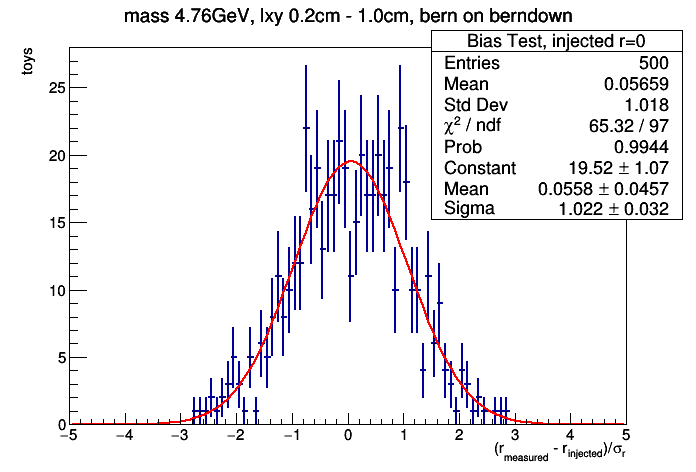 mass 4.76GeV, lxy 0.2cm - 1.0cm, bern on berndown
toys
Bias Test, injected r=0
Entries 500
Mean 0.05659
Std Dev 1.018
χ² / ndf 65.32 / 97
Prob 0.9944
Constant 19.52 ± 1.07
Mean 0.0558 ± 0.0457
Sigma 1.022 ± 0.032
25
20
15
10
5
0
−5 −4 −3 −2 −1 0 1 2 3 4 5
(r_measured - r_injected)/σ_r